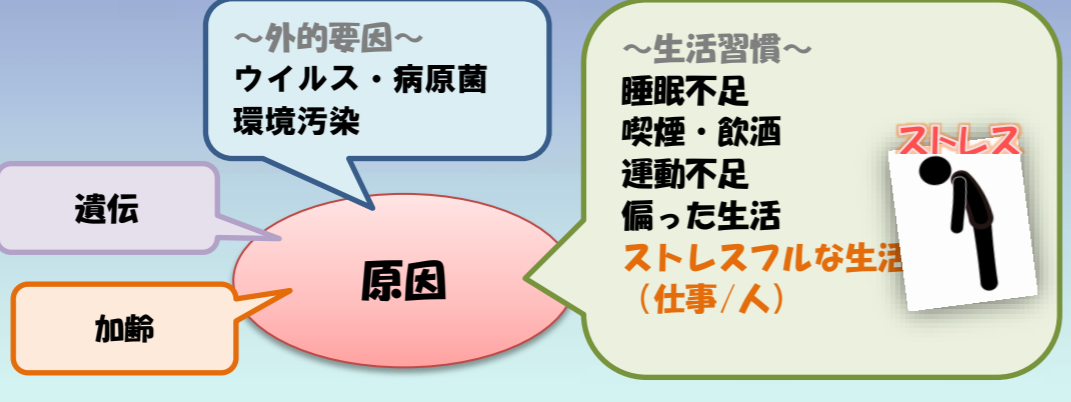 ~外的要因~
ウイルス・病原菌
環境汚染
~生活習慣~
睡眠不足
喫煙・飲酒
運動不足
偏った生活
ストレスフルな生活
(仕事/人)
ストレス
遺伝
原因
加齢